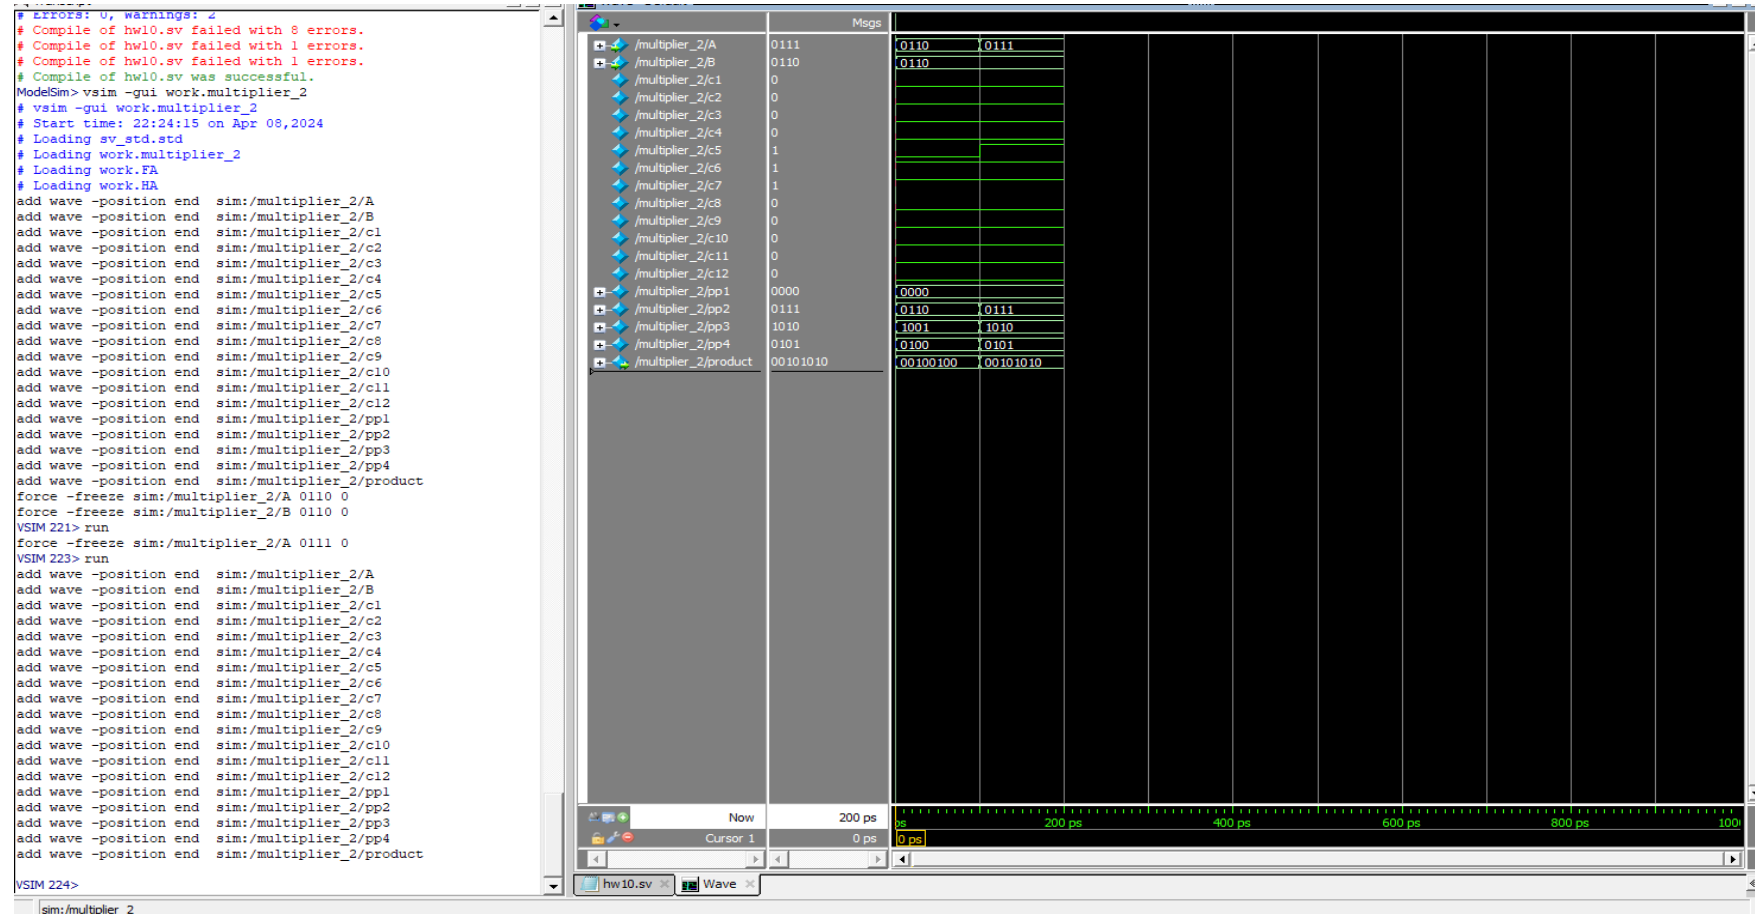 # Errors: 0, Warnings: 2
# Compile of hw10.sv failed with 8 errors.
# Compile of hw10.sv failed with 1 errors.
# Compile of hw10.sv failed with 1 errors.
# Compile of hw10.sv was successful.
ModelSim> vsim -gui work.multiplier_2
# vsim -gui work.multiplier_2
# Start time: 22:24:15 on Apr 08,2024
# Loading sv_std.std
# Loading work.multiplier_2
# Loading work.FA
# Loading work.HA
add wave -position end  sim:/multiplier_2/A
add wave -position end  sim:/multiplier_2/B
add wave -position end  sim:/multiplier_2/c1
add wave -position end  sim:/multiplier_2/c2
add wave -position end  sim:/multiplier_2/c3
add wave -position end  sim:/multiplier_2/c4
add wave -position end  sim:/multiplier_2/c5
add wave -position end  sim:/multiplier_2/c6
add wave -position end  sim:/multiplier_2/c7
add wave -position end  sim:/multiplier_2/c8
add wave -position end  sim:/multiplier_2/c9
add wave -position end  sim:/multiplier_2/c10
add wave -position end  sim:/multiplier_2/c11
add wave -position end  sim:/multiplier_2/c12
add wave -position end  sim:/multiplier_2/pp1
add wave -position end  sim:/multiplier_2/pp2
add wave -position end  sim:/multiplier_2/pp3
add wave -position end  sim:/multiplier_2/pp4
add wave -position end  sim:/multiplier_2/product
force -freeze sim:/multiplier_2/A 0110 0
force -freeze sim:/multiplier_2/B 0110 0
VSIM 221> run
force -freeze sim:/multiplier_2/A 0111 0
VSIM 223> run
add wave -position end  sim:/multiplier_2/A
add wave -position end  sim:/multiplier_2/B
add wave -position end  sim:/multiplier_2/c1
add wave -position end  sim:/multiplier_2/c2
add wave -position end  sim:/multiplier_2/c3
add wave -position end  sim:/multiplier_2/c4
add wave -position end  sim:/multiplier_2/c5
add wave -position end  sim:/multiplier_2/c6
add wave -position end  sim:/multiplier_2/c7
add wave -position end  sim:/multiplier_2/c8
add wave -position end  sim:/multiplier_2/c9
add wave -position end  sim:/multiplier_2/c10
add wave -position end  sim:/multiplier_2/c11
add wave -position end  sim:/multiplier_2/c12
add wave -position end  sim:/multiplier_2/pp1
add wave -position end  sim:/multiplier_2/pp2
add wave -position end  sim:/multiplier_2/pp3
add wave -position end  sim:/multiplier_2/pp4
add wave -position end  sim:/multiplier_2/product
VSIM 224>
sim:/multiplier_2
Msgs
/multiplier_2/A 0111 0110 0111
/multiplier_2/B 0110 0110
/multiplier_2/c1 0
/multiplier_2/c2 0
/multiplier_2/c3 0
/multiplier_2/c4 0
/multiplier_2/c5 1
/multiplier_2/c6 1
/multiplier_2/c7 1
/multiplier_2/c8 0
/multiplier_2/c9 0
/multiplier_2/c10 0
/multiplier_2/c11 0
/multiplier_2/c12 0
/multiplier_2/pp1 0000 0000
/multiplier_2/pp2 0111 0110 0111
/multiplier_2/pp3 1010 1001 1010
/multiplier_2/pp4 0101 0100 0101
/multiplier_2/product 00101010 00100100 00101010
Now 200 ps ps 200 ps 400 ps 600 ps 800 ps 100
Cursor 1 0 ps 0 ps
hw10.sv Wave